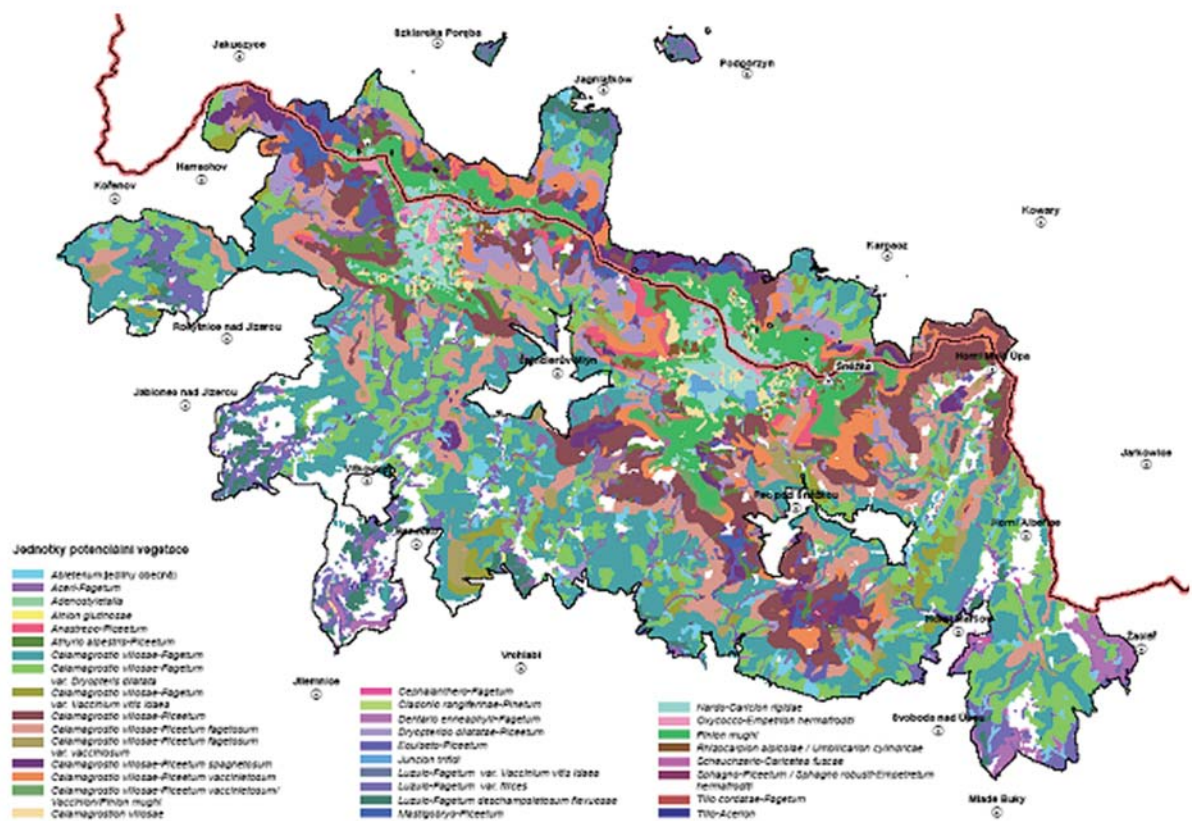 Szklarska Poręba
Jakuszyce
Podgórzyn
Jagniątków
Harrachov
Kořenov
Kowary
Karpacz
Rokytnice nad Jizerou
Horní Malá Úpa
Špindlerův Mlýn
Sněžka
Jablonec nad Jizerou
Jarkowice
Vítkovice
Pec pod Sněžkou
Horní Albeřice
Žacléř
Vrchlabí
Jilemnice
Svoboda nad Úpou
Mladé Buky
Jednotky potenciální vegetace
Abieterium (jedliny obecně)
Aceri-Fagetum
Adenostyletalia
Alnion glutinosae
Anastrepo-Piceetum
Athyrio alpestris-Piceetum
Calamagrostio villosae-Fagetum
Calamagrostio villosae-Fagetum
var. Dryopteris dilatata
Calamagrostio villosae-Fagetum
var. Vaccinium vitis idaea
Calamagrostio villosae-Piceetum
Calamagrostio villosae-Piceetum fagetosum
Calamagrostio villosae-Piceetum fagetosum
var. vacciniosum
Calamagrostio villosae-Piceetum sphagnetosum
Calamagrostio villosae-Piceetum vaccinietosum
Calamagrostio villosae-Piceetum vaccinietosum/
Vaccinion/Pinion mughi
Calamagrostion villosae
Cephalanthero-Fagetum
Cladonio rangiferinae-Pinetum
Dentario enneaphylli-Fagetum
Dryopterido dilatatae-Piceetum
Equiseto-Piceetum
Juncion trifidi
Luzulo-Fagetum var. Vaccinium vitis idaea
Luzulo-Fagetum var. filices
Luzulo-Fagetum deschampsietosum flexuosae
Mastigobryo-Piceetum
Nardo-Caricion rigidae
Oxycocco-Empetrion hermafroditi
Pinion mughi
Rhizocarpion alpicolae / Umbilicarion cylindricae
Scheuchzerio-Caricetea fuscae
Sphagno-Piceetum / Sphagno robusti-Empetretum
hermafroditi
Tilio cordatae-Fagetum
Tilio-Acerion